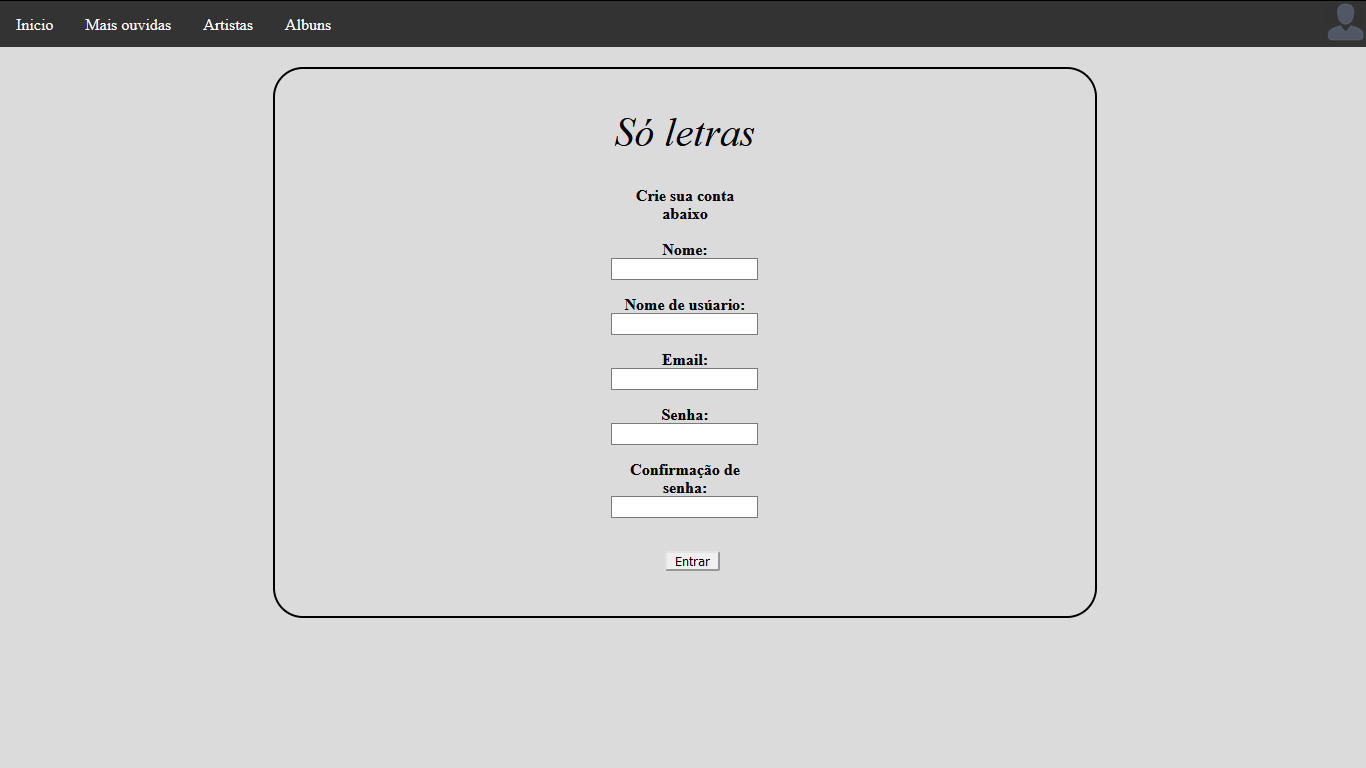 Inicio Mais ouvidas Artistas Albuns
Só letras
Crie sua conta
abaixo
Nome:
Nome de usúario:
Email:
Senha:
Confirmação de
senha:
Entrar